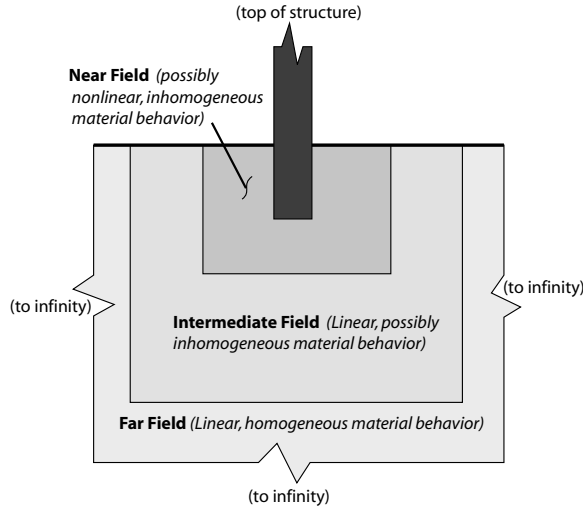 (top of structure)
Near Field (possibly
nonlinear, inhomogeneous
material behavior)
(to infinity)
(to infinity)
Intermediate Field (Linear, possibly
inhomogeneous material behavior)
Far Field (Linear, homogeneous material behavior)
(to infinity)